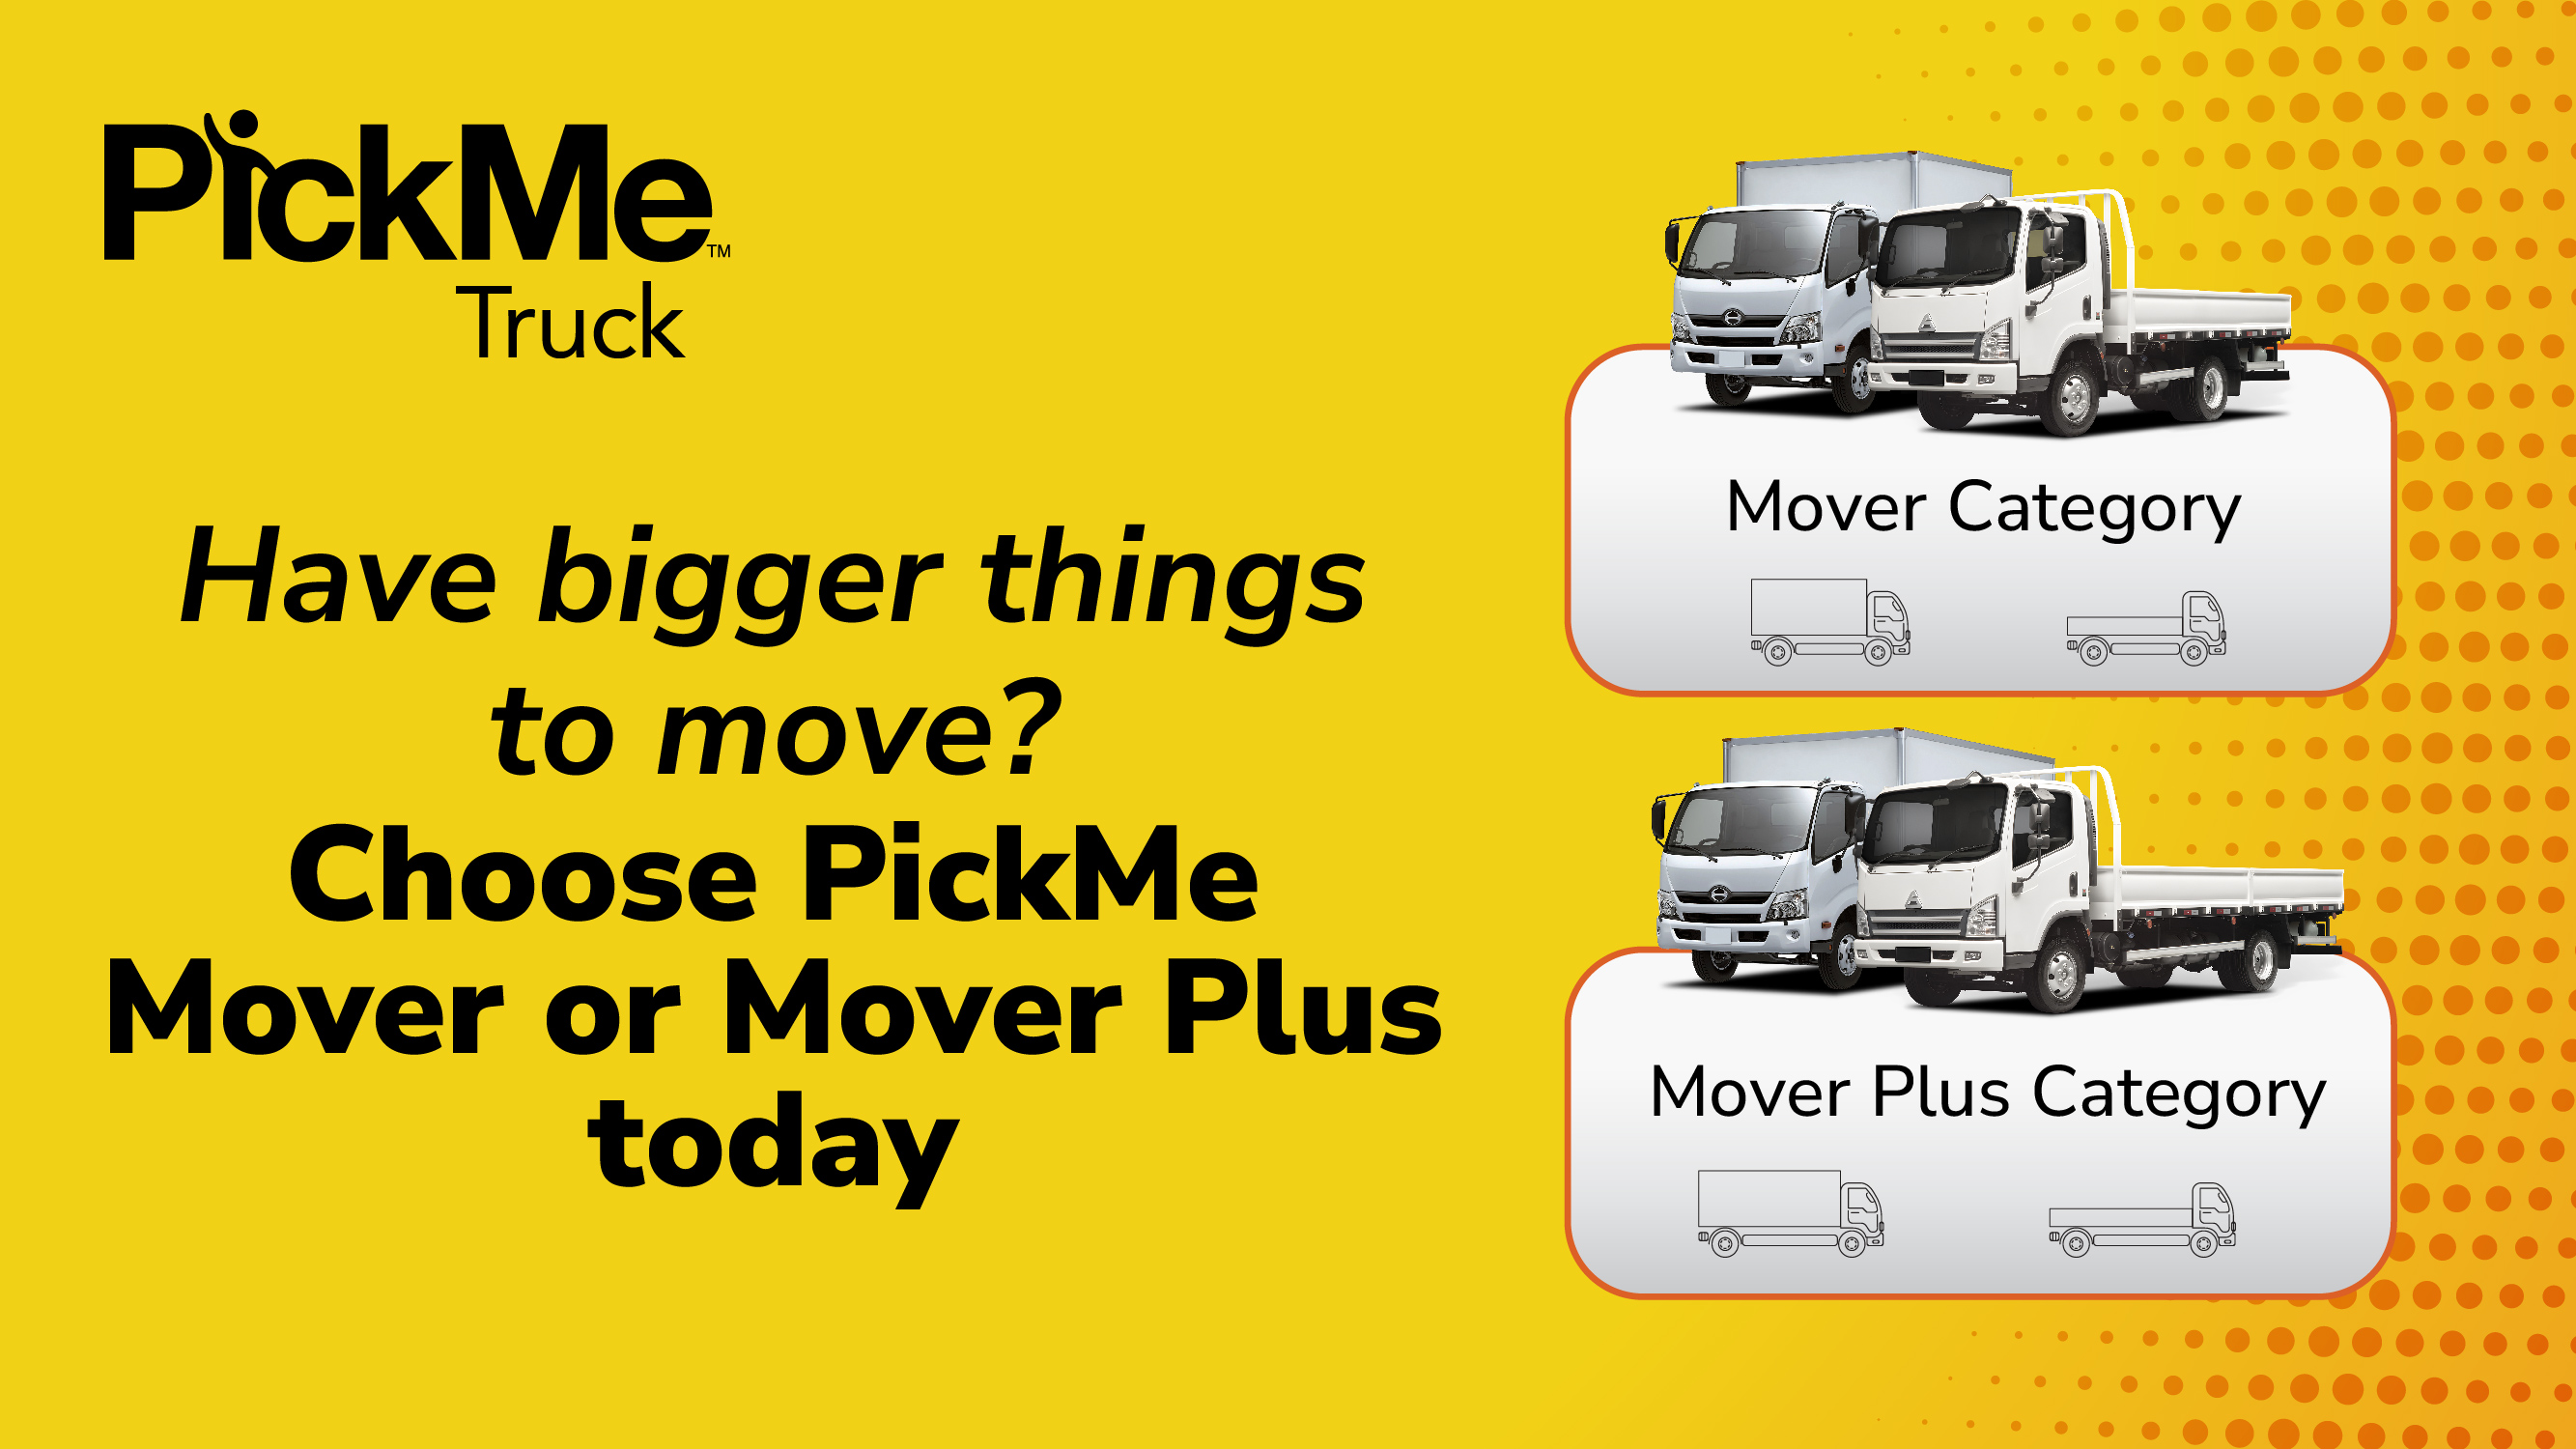 PickMe™
Truck
Have bigger things
to move?
Choose PickMe
Mover or Mover Plus
today
Mover Category
Mover Plus Category